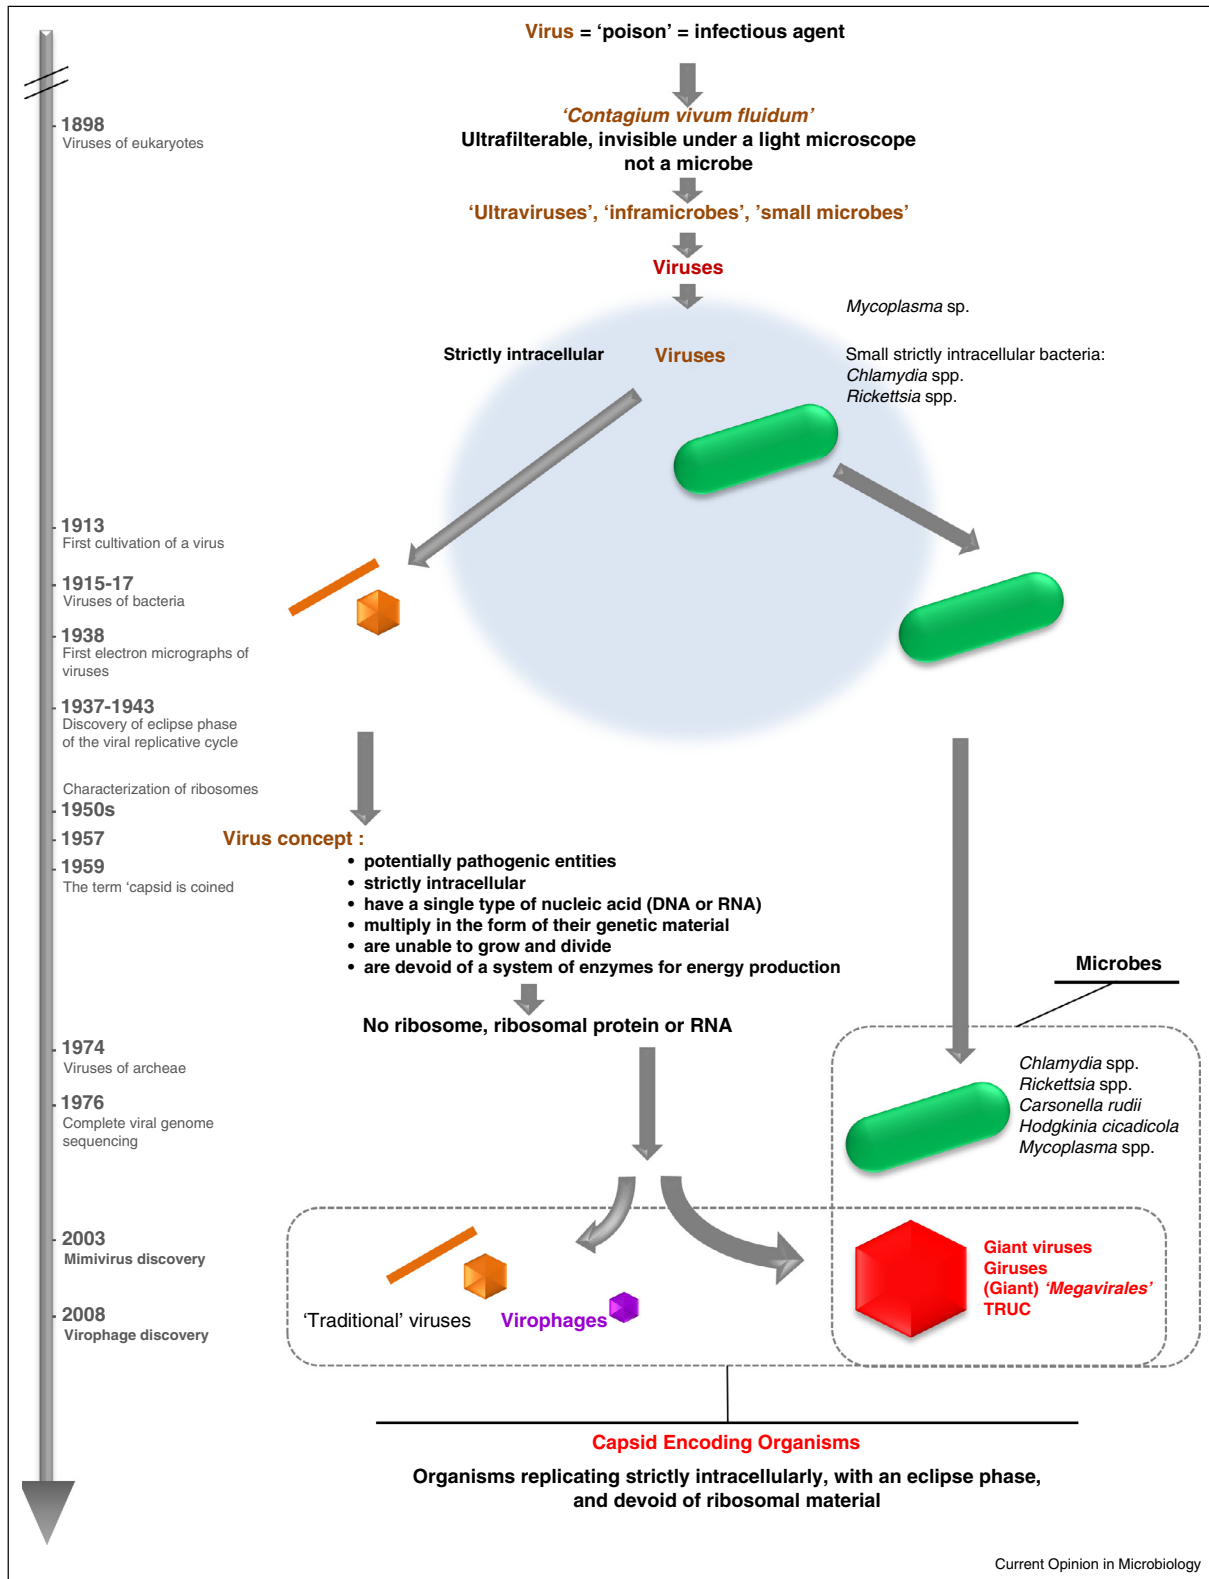 Virus = ‘poison’ = infectious agent
‘Contagium vivum fluidum’
Ultrafilterable, invisible under a light microscope
not a microbe
‘Ultraviruses’, ‘inframicrobes’, ’small microbes’
Viruses
Mycoplasma sp.
Strictly intracellular
Viruses
Small strictly intracellular bacteria:
Chlamydia spp.
Rickettsia spp.
1898
Viruses of eukaryotes
1913
First cultivation of a virus
1915-17
Viruses of bacteria
1938
First electron micrographs of
viruses
1937-1943
Discovery of eclipse phase
of the viral replicative cycle
Characterization of ribosomes
1950s
1957
1959
The term ‘capsid is coined
Virus concept :
• potentially pathogenic entities
• strictly intracellular
• have a single type of nucleic acid (DNA or RNA)
• multiply in the form of their genetic material
• are unable to grow and divide
• are devoid of a system of enzymes for energy production
No ribosome, ribosomal protein or RNA
Microbes
1974
Viruses of archeae
1976
Complete viral genome
sequencing
Chlamydia spp.
Rickettsia spp.
Carsonella rudii
Hodgkinia cicadicola
Mycoplasma spp.
2003
Mimivirus discovery
2008
Virophage discovery
‘Traditional’ viruses
Virophages
Giant viruses
Giruses
(Giant) ‘Megavirales’
TRUC
Capsid Encoding Organisms
Organisms replicating strictly intracellularly, with an eclipse phase,
and devoid of ribosomal material
Current Opinion in Microbiology